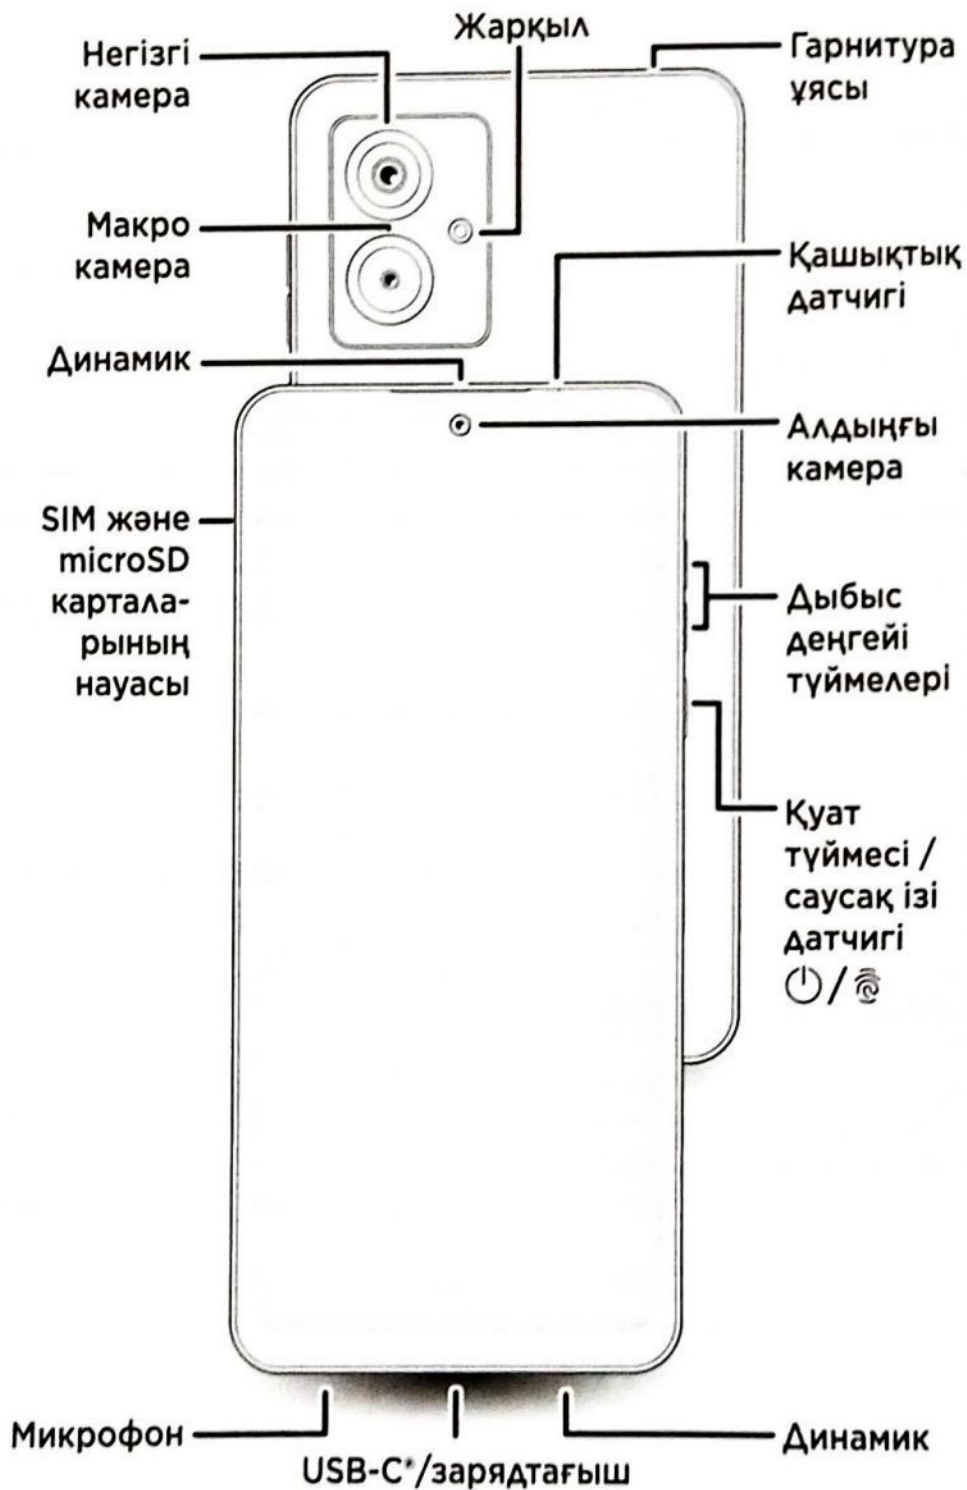 Жарқыл
Негізгі
камера
Гарнитура
ұясы
Макро
камера
Қашықтық
датчигі
Динамик
Алдыңғы
камера
SIM және
microSD
картала-
рының
науасы
Дыбыс
деңгейі
түймелері
Қуат
түймесі /
саусақ ізі
датчигі
Микрофон
USB-C®/зарядтағыш
Динамик